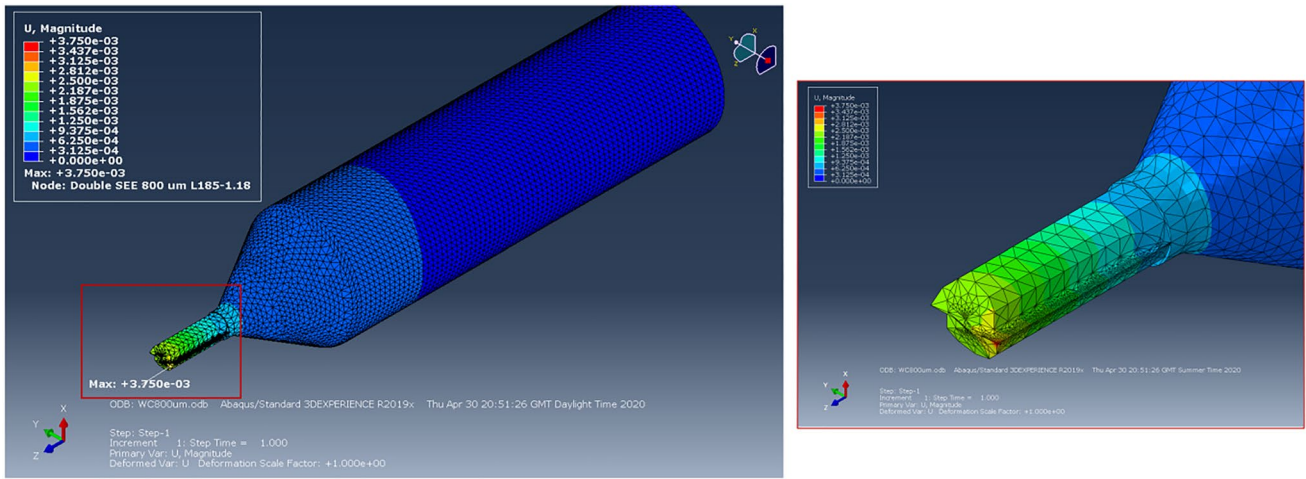 U, Magnitude
+3.750e-03
+3.437e-03
+3.125e-03
+2.812e-03
+2.500e-03
+2.187e-03
+1.875e-03
+1.562e-03
+1.250e-03
+9.375e-04
+6.250e-04
+3.125e-04
+0.000e+00
Max: +3.750e-03
Node: Double SEE 800 um L185-1.18
Y
X
Z
Max: +3.750e-03
ODB: WC800um.odb Abaqus/Standard 3DEXPERIENCE R2019x Thu Apr 30 20:51:26 GMT Daylight Time 2020
X
Y
Z
Step: Step-1
Increment 1: Step Time = 1.000
Primary Var: U, Magnitude
Deformed Var: U Deformation Scale Factor: +1.000e+00
U, Magnitude
+3.750e-03
+3.437e-03
+3.125e-03
+2.812e-03
+2.500e-03
+2.187e-03
+1.875e-03
+1.562e-03
+1.250e-03
+9.375e-04
+6.250e-04
+3.125e-04
+0.000e+00
ODB: WC800um.odb Abaqus/Standard 3DEXPERIENCE R2019x Thu Apr 30 20:51:26 GMT Summer Time 2020
X
Y
Z
Step: Step-1
Increment 1: Step Time = 1.000
Primary Var: U, Magnitude
Deformed Var: U Deformation Scale Factor: +1.000e+00